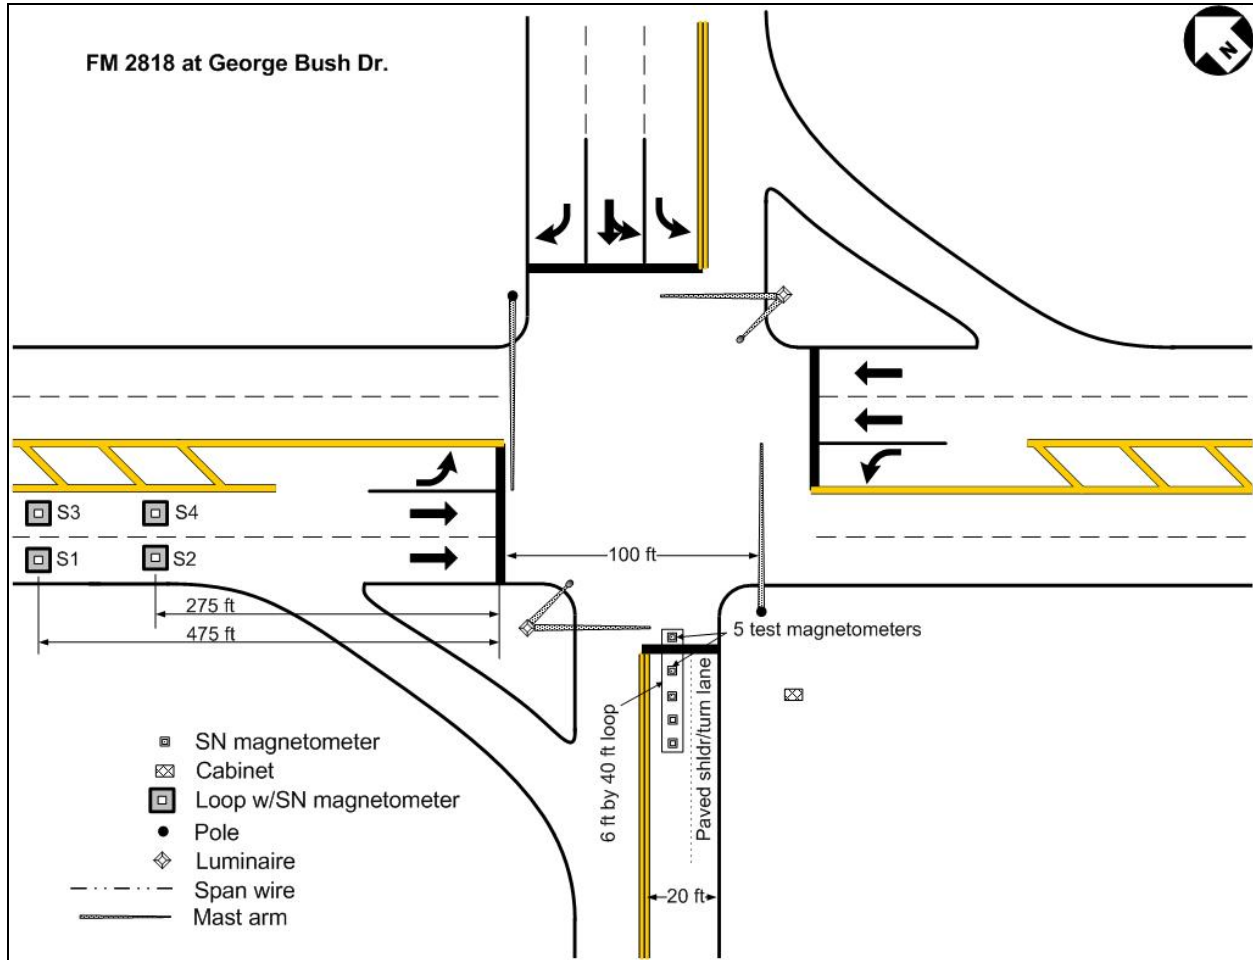 FM 2818 at George Bush Dr.
N
S3
S4
S1
S2
100 ft
275 ft
475 ft
5 test magnetometers
6 ft by 40 ft loop
Paved shldr/turn lane
20 ft
SN magnetometer
Cabinet
Loop w/SN magnetometer
Pole
Luminaire
Span wire
Mast arm